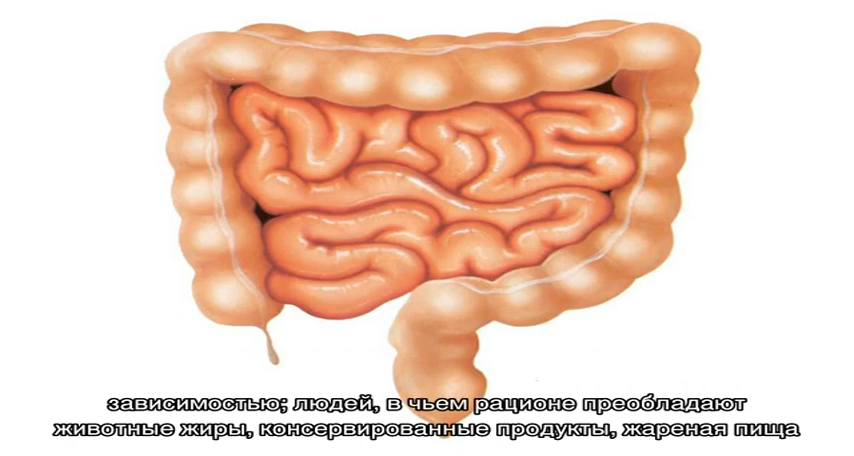 зависимостью; людей, в чьем рационе преобладают
животные жиры, консервированные продукты, жареная пища